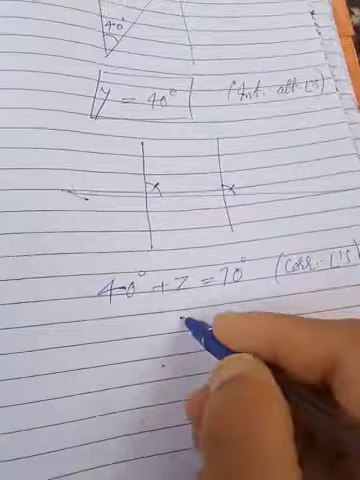 40°
y = 40° (Int. alt. ∠'s)
x x
40° + z = 70° (Corr. ∠'s)